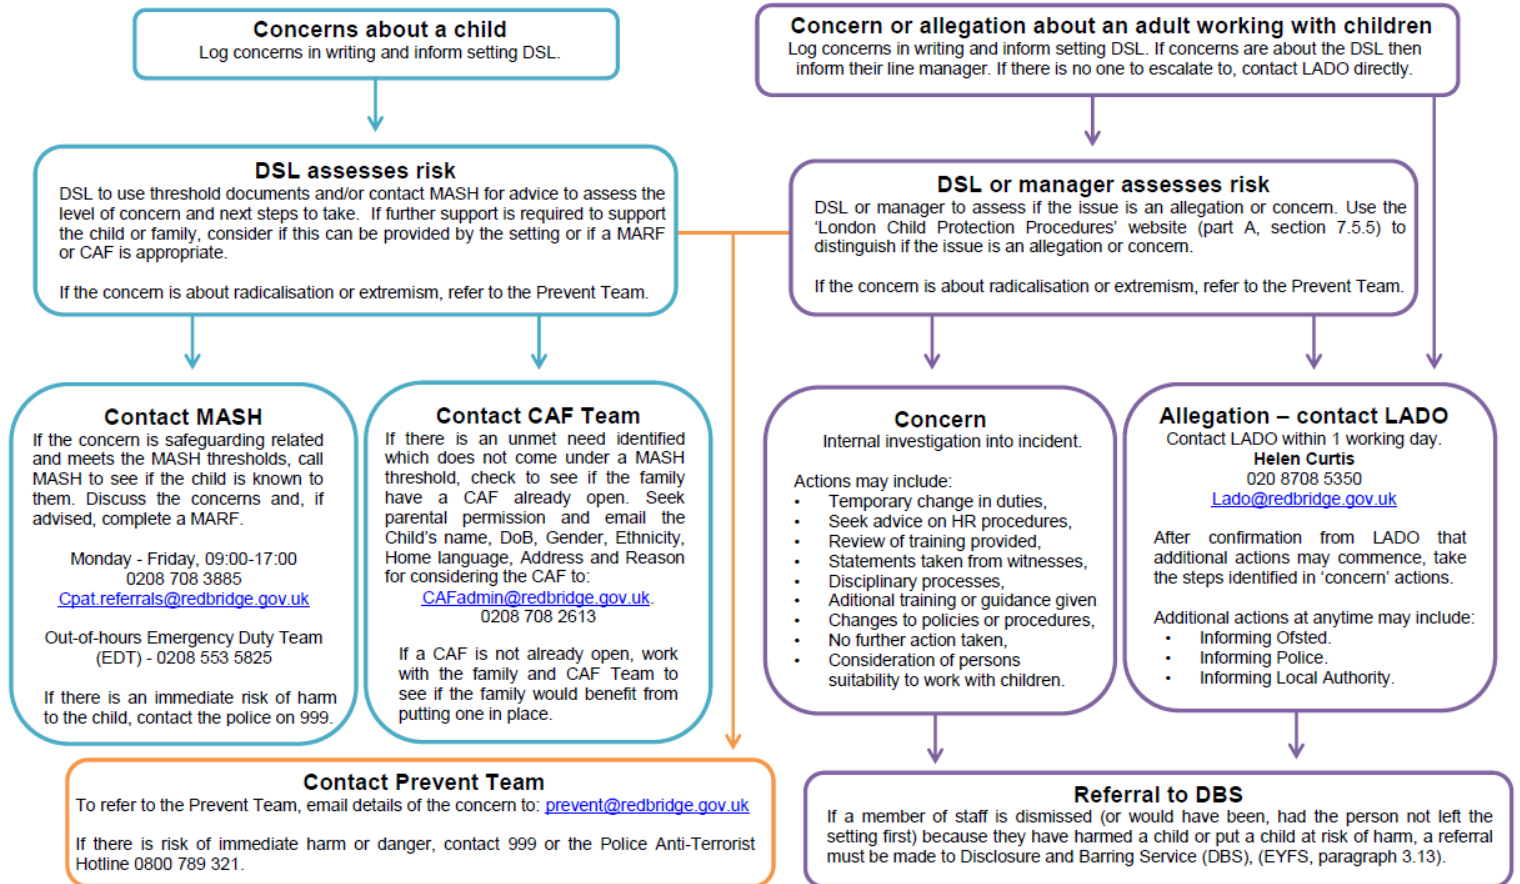 Concerns about a child
Log concerns in writing and inform setting DSL.
Concern or allegation about an adult working with children
Log concerns in writing and inform setting DSL. If concerns are about the DSL then
inform their line manager. If there is no one to escalate to, contact LADO directly.
DSL assesses risk
DSL to use threshold documents and/or contact MASH for advice to assess the
level of concern and next steps to take. If further support is required to support
the child or family, consider if this can be provided by the setting or if a MARF
or CAF is appropriate.
If the concern is about radicalisation or extremism, refer to the Prevent Team.
DSL or manager assesses risk
DSL or manager to assess if the issue is an allegation or concern. Use the
‘London Child Protection Procedures’ website (part A, section 7.5.5) to
distinguish if the issue is an allegation or concern.
If the concern is about radicalisation or extremism, refer to the Prevent Team.
Contact MASH
If the concern is safeguarding related
and meets the MASH thresholds, call
MASH to see if the child is known to
them. Discuss the concerns and, if
advised, complete a MARF.
Monday - Friday, 09:00-17:00
0208 708 3885
Cpat.referrals@redbridge.gov.uk
Out-of-hours Emergency Duty Team
(EDT) - 0208 553 5825
If there is an immediate risk of harm
to the child, contact the police on 999.
Contact CAF Team
If there is an unmet need identified
which does not come under a MASH
threshold, check to see if the family
have a CAF already open. Seek
parental permission and email the
Child’s name, DoB, Gender, Ethnicity,
Home language, Address and Reason
for considering the CAF to:
CAFadmin@redbridge.gov.uk.
0208 708 2613
If a CAF is not already open, work
with the family and CAF Team to
see if the family would benefit from
putting one in place.
Concern
Internal investigation into incident.
Actions may include:
• Temporary change in duties,
• Seek advice on HR procedures,
• Review of training provided,
• Statements taken from witnesses,
• Disciplinary processes,
• Aditional training or guidance given
• Changes to policies or procedures,
• No further action taken,
• Consideration of persons
suitability to work with children.
Allegation – contact LADO
Contact LADO within 1 working day.
Helen Curtis
020 8708 5350
Lado@redbridge.gov.uk
After confirmation from LADO that
additional actions may commence, take
the steps identified in ‘concern’ actions.
Additional actions at anytime may include:
• Informing Ofsted.
• Informing Police.
• Informing Local Authority.
Contact Prevent Team
To refer to the Prevent Team, email details of the concern to: prevent@redbridge.gov.uk
If there is risk of immediate harm or danger, contact 999 or the Police Anti-Terrorist
Hotline 0800 789 321.
Referral to DBS
If a member of staff is dismissed (or would have been, had the person not left the
setting first) because they have harmed a child or put a child at risk of harm, a referral
must be made to Disclosure and Barring Service (DBS), (EYFS, paragraph 3.13).